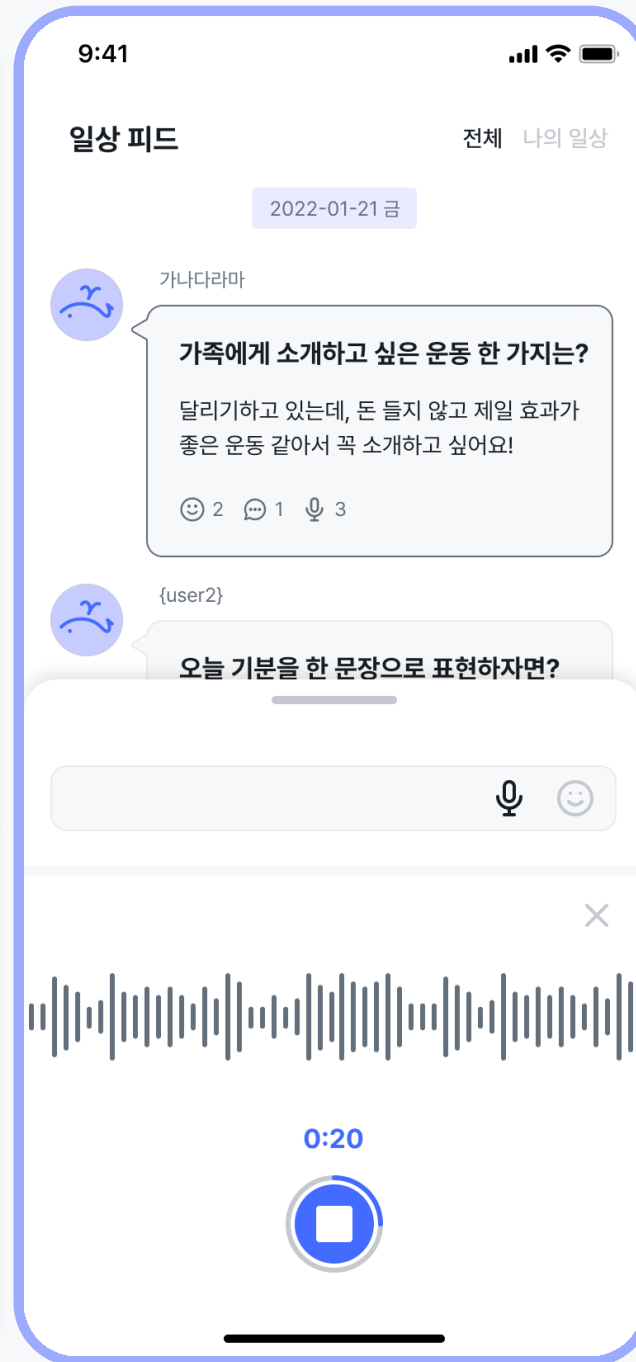 9:41
일상 피드
전체 나의 일상
2022-01-21 금
가나다라마
가족에게 소개하고 싶은 운동 한 가지는?
달리기하고 있는데, 돈 들지 않고 제일 효과가
좋은 운동 같아서 꼭 소개하고 싶어요!
2 1 3
{user2}
오늘 기분을 한 문장으로 표현하자면?
0:20